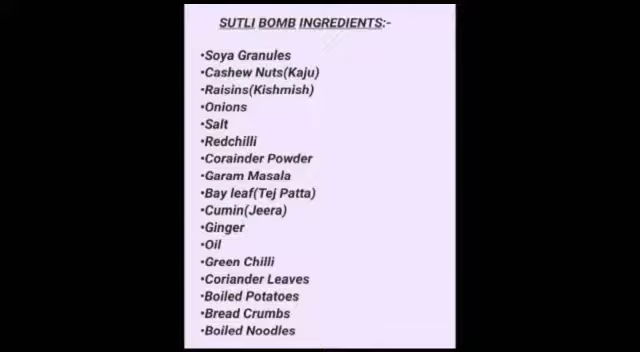 SUTLI BOMB INGREDIENTS:-
•Soya Granules
•Cashew Nuts(Kaju)
•Raisins(Kishmish)
•Onions
•Salt
•Redchilli
•Corainder Powder
•Garam Masala
•Bay leaf(Tej Patta)
•Cumin(Jeera)
•Ginger
•Oil
•Green Chilli
•Coriander Leaves
•Boiled Potatoes
•Bread Crumbs
•Boiled Noodles